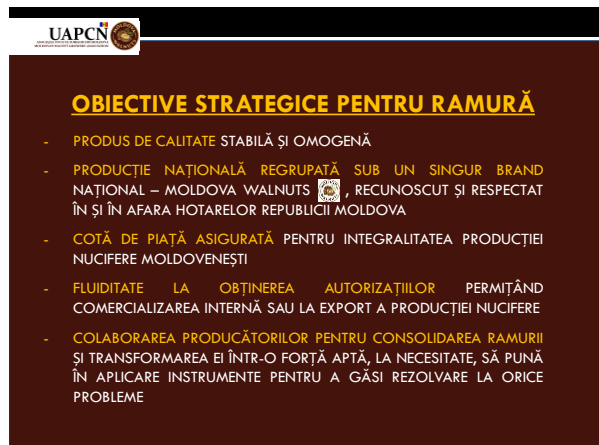 UAPCN
OBIECTIVE STRATEGICE PENTRU RAMURĂ
- PRODUS DE CALITATE STABILĂ ȘI OMOGENĂ
- PRODUCȚIE NAȚIONALĂ REGRUPATĂ SUB UN SINGUR BRAND
NAȚIONAL – MOLDOVA WALNUTS , RECUNOSCUT ȘI RESPECTAT
ÎN ȘI ÎN AFARA HOTARELOR REPUBLICII MOLDOVA
- COTĂ DE PIAȚĂ ASIGURATĂ PENTRU INTEGRALITATEA PRODUCȚIEI
NUCIFERE MOLDOVENEȘTI
- FLUIDITATE LA OBȚINEREA AUTORIZAȚIILOR PERMIȚÂND
COMERCIALIZAREA INTERNĂ SAU LA EXPORT A PRODUCȚIEI NUCIFERE
- COLABORAREA PRODUCĂTORILOR PENTRU CONSOLIDAREA RAMURII
ȘI TRANSFORMAREA EI ÎNTR-O FORȚĂ APTĂ, LA NECESITATE, SĂ PUNĂ
ÎN APLICARE INSTRUMENTE PENTRU A GĂSI REZOLVARE LA ORICE
PROBLEME